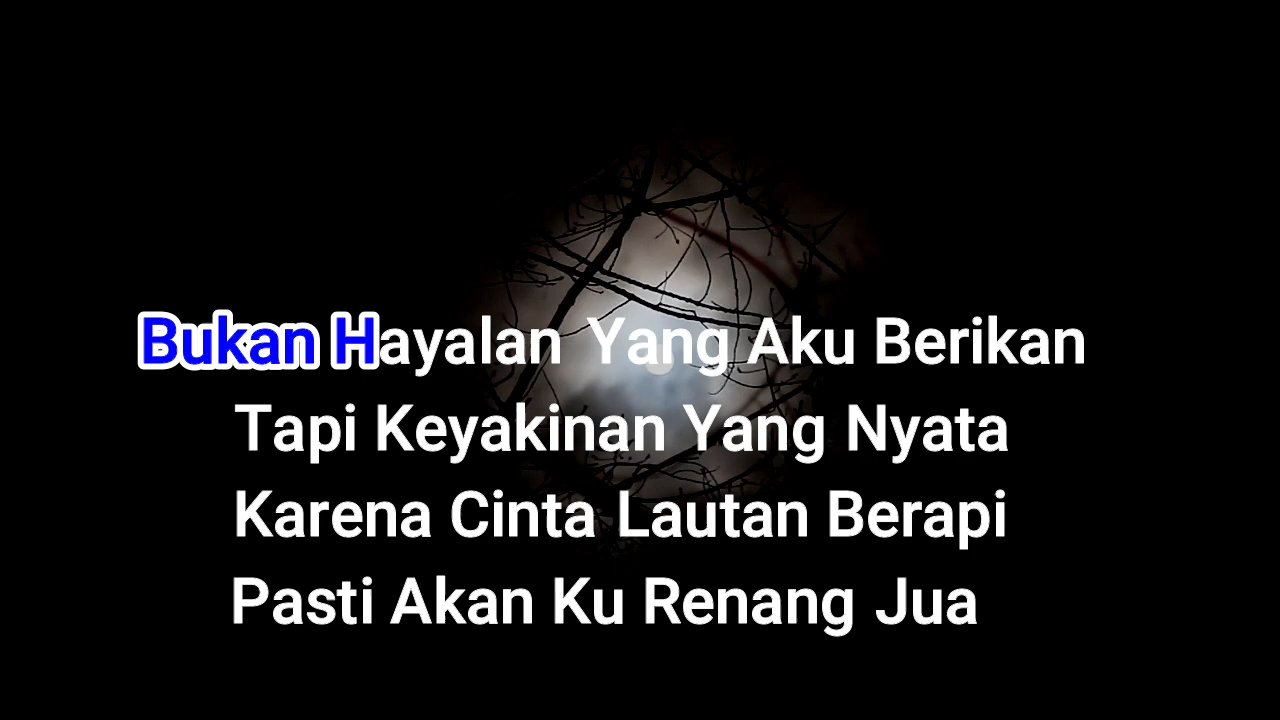 Bukan Hayalan Yang Aku Berikan
Tapi Keyakinan Yang Nyata
Karena Cinta Lautan Berapi
Pasti Akan Ku Renang Jua